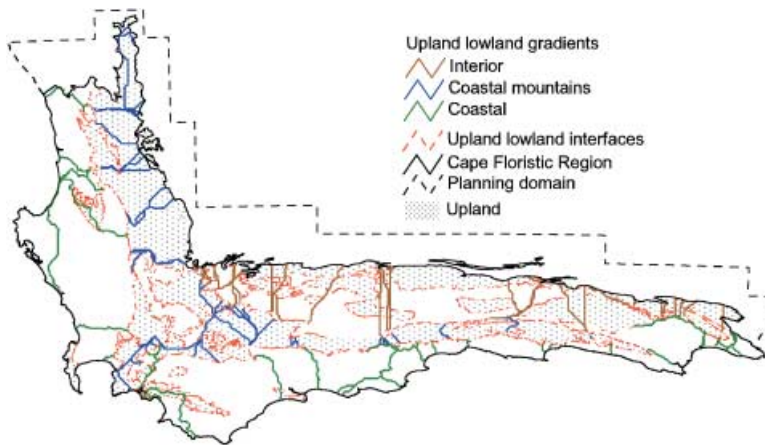 Upland lowland gradients
Interior
Coastal mountains
Coastal
Upland lowland interfaces
Cape Floristic Region
Planning domain
Upland